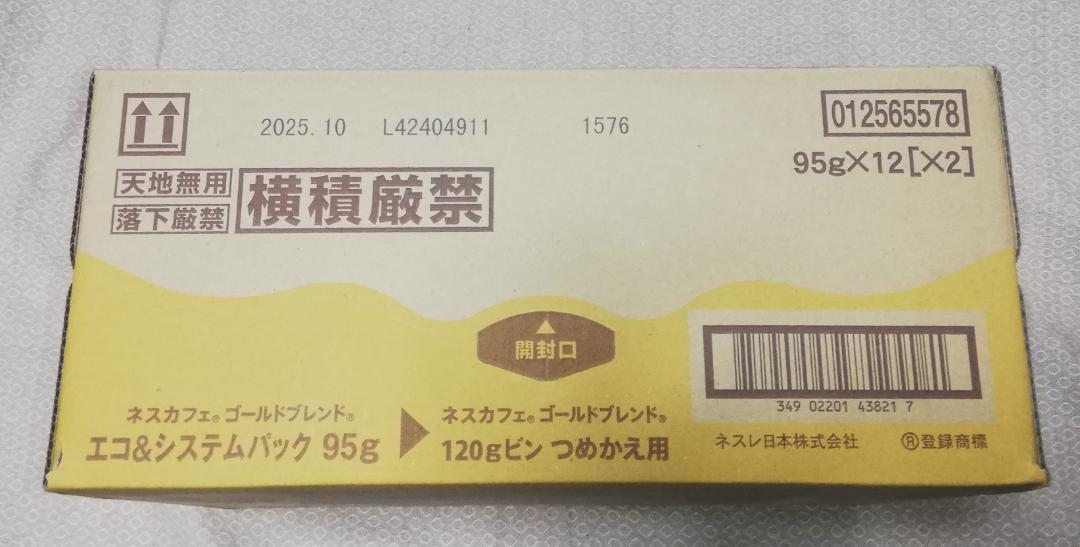 2025.10 L42404911 1576
012565578
95g×12[×2]
天地無用
落下厳禁
横積厳禁
開封口
ネスカフェ® ゴールドブレンド®
エコ&システムパック 95g
ネスカフェ® ゴールドブレンド®
120gビン つめかえ用
349 02201 43821 7
ネスレ日本株式会社
®登録商標